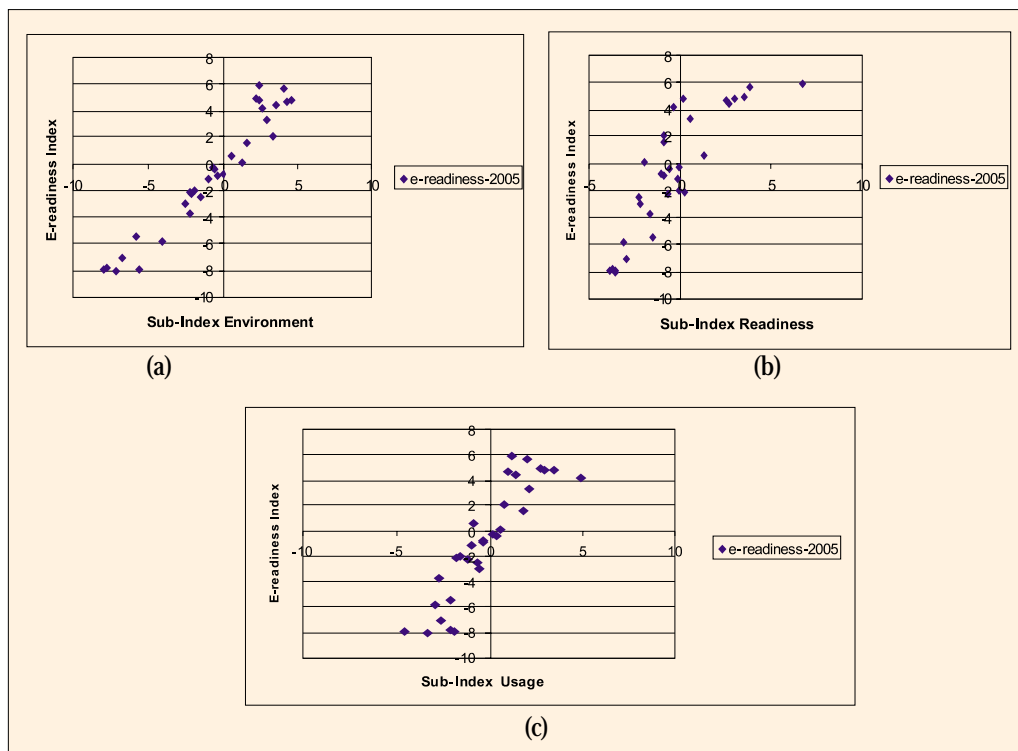 8
6
4
2
0
-2
-4
-6
-8
-10
-10 -5 0 5 10
E-readiness Index
Sub-Index Environment
e-readiness-2005
(a)
8
6
4
2
0
-2
-4
-6
-8
-10
-5 0 5 10
E-readiness Index
Sub-Index Readiness
e-readiness-2005
(b)
8
6
4
2
0
-2
-4
-6
-8
-10
-10 -5 0 5 10
E-readiness Index
Sub-Index Usage
e-readiness-2005
(c)